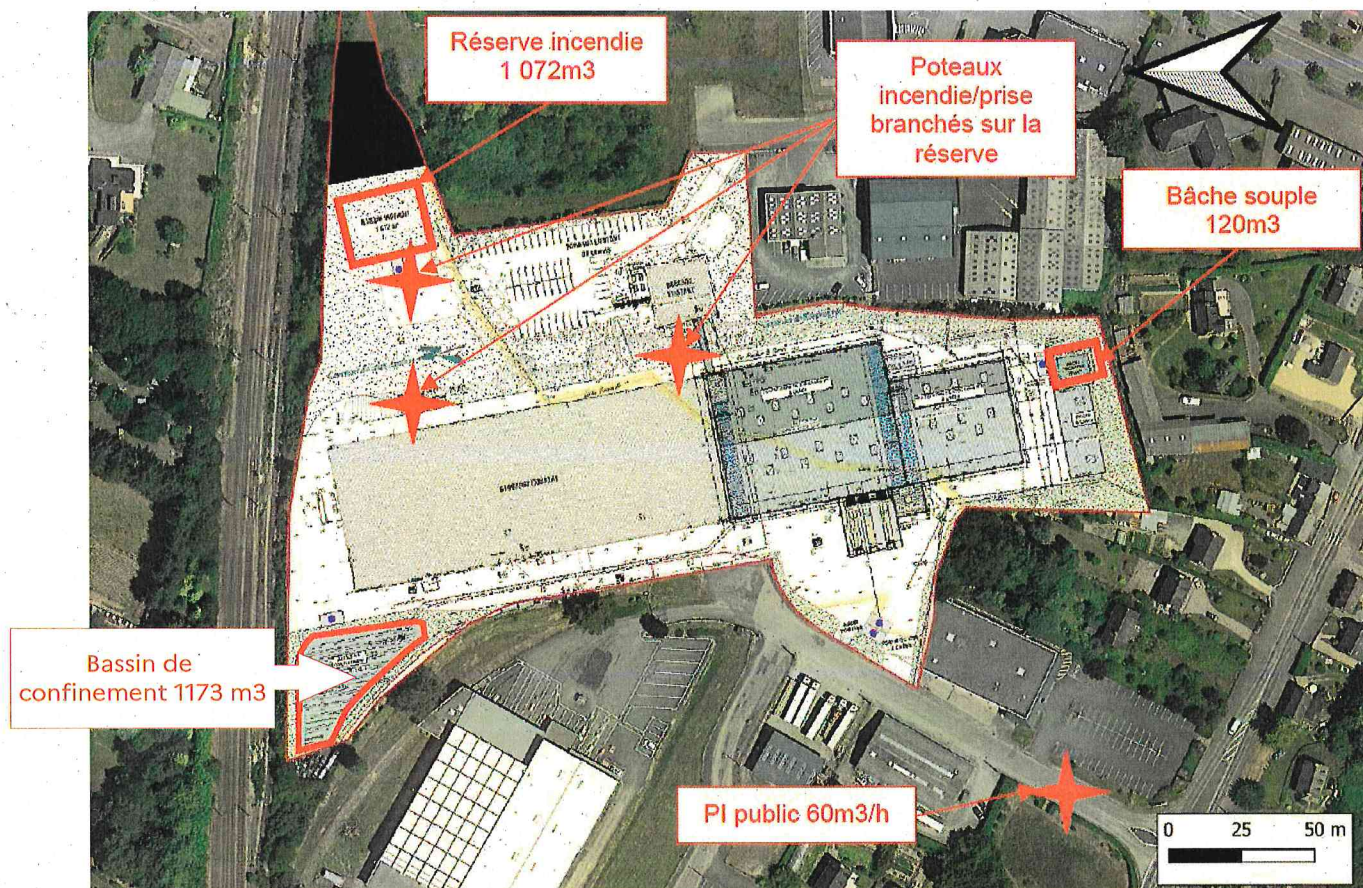 Réserve incendie
1 072m3
Poteaux
incendie/prise
branchés sur la
réserve
Bâche souple
120m3
Bassin de
confinement 1173 m3
PI public 60m3/h
0 25 50 m